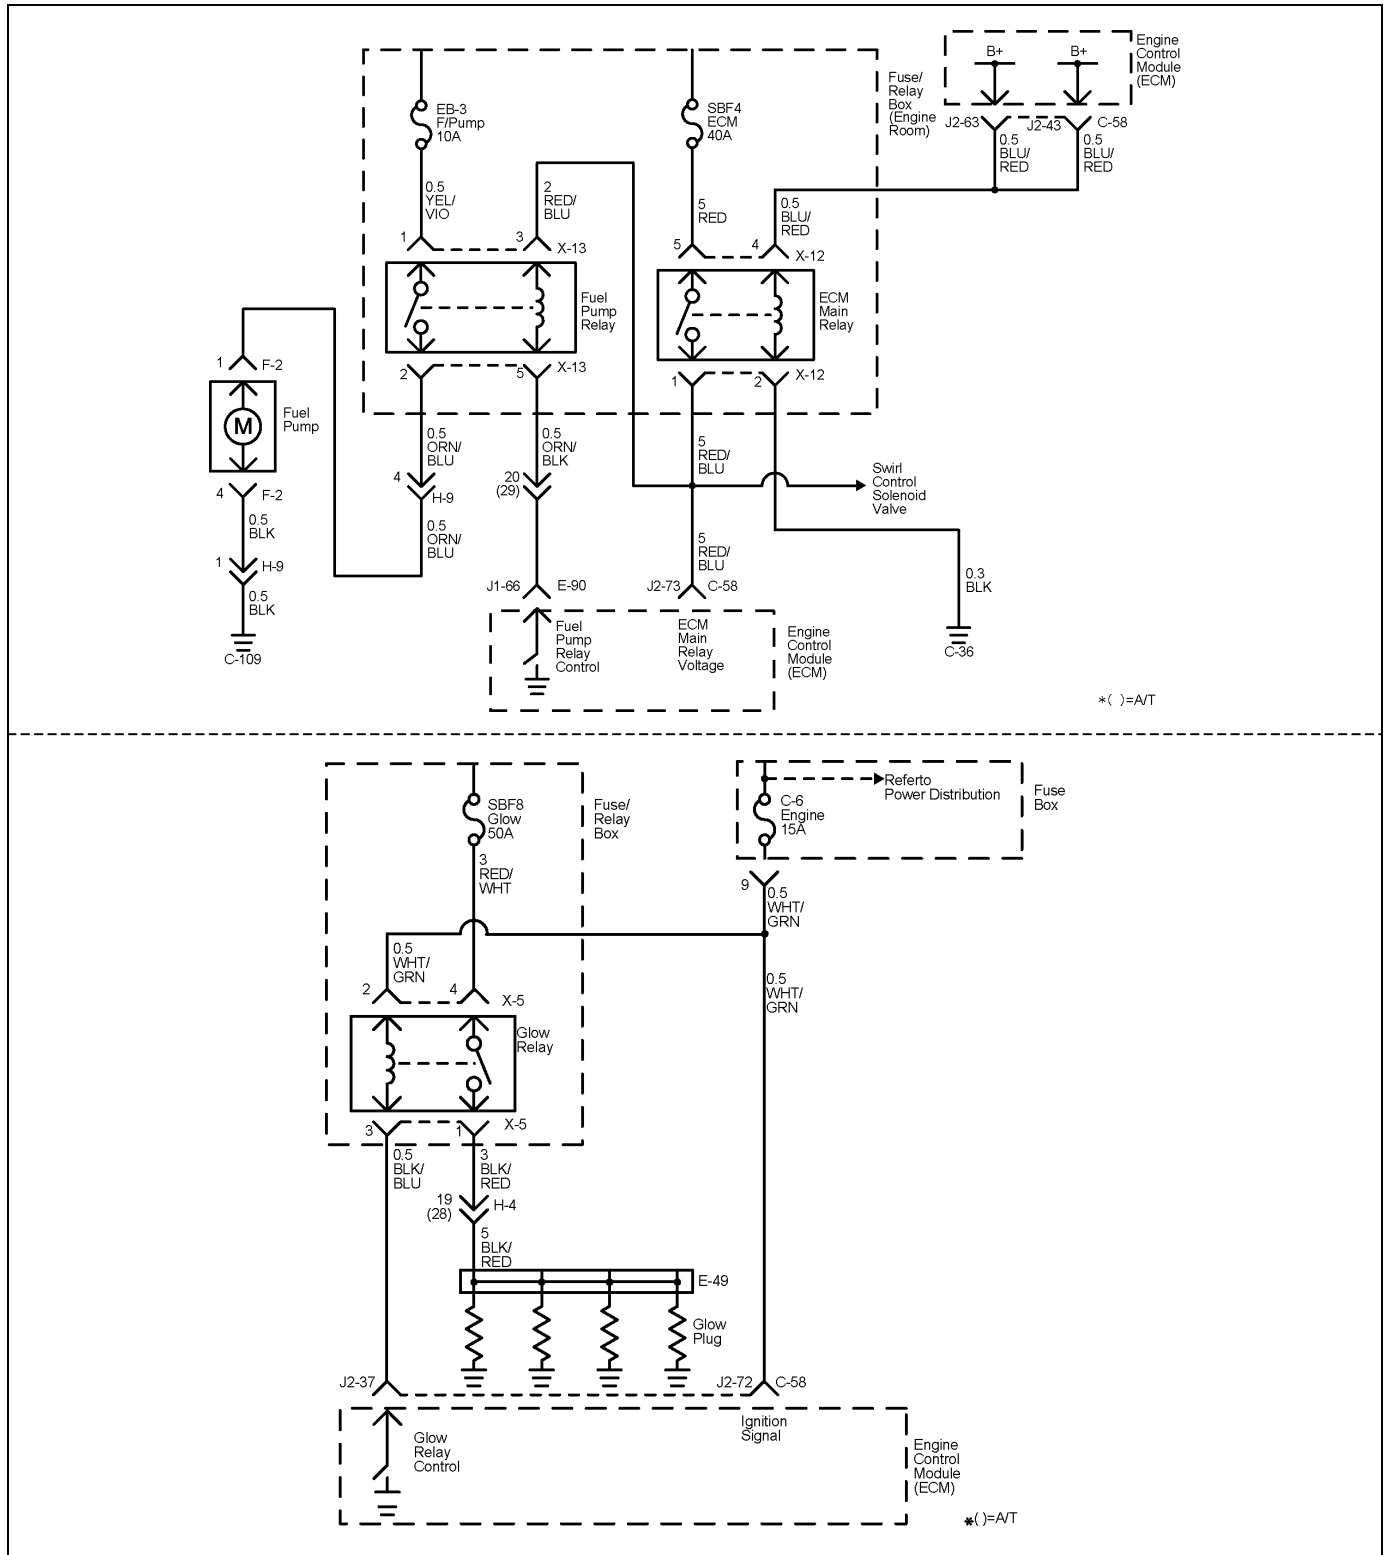 EB-3
F/Pump
10A
SBF4
ECM
40A
Fuse/
Relay
Box
(Engine
Room)
B+
B+
Engine
Control
Module
(ECM)
J2-63
J2-43
C-58
0.5
BLU/
RED
0.5
BLU/
RED
0.5
YEL/
VIO
2
RED/
BLU
5
RED
0.5
BLU/
RED
1
3
X-13
5
4
X-12
Fuel
Pump
Relay
ECM
Main
Relay
2
5
X-13
1
2
X-12
1
F-2
M
Fuel
Pump
4
F-2
0.5
BLK
1
H-9
0.5
BLK
C-109
0.5
ORN/
BLU
4
H-9
0.5
ORN/
BLU
0.5
ORN/
BLK
20
(29)
5
RED/
BLU
Swirl
Control
Solenoid
Valve
5
RED/
BLU
J1-66
E-90
J2-73
C-58
0.3
BLK
C-36
Fuel
Pump
Relay
Control
ECM
Main
Relay
Voltage
Engine
Control
Module
(ECM)
*( )=A/T
SBF8
Glow
50A
Fuse/
Relay
Box
C-6
Engine
15A
Referto
Power Distribution
Fuse
Box
3
RED/
WHT
9
0.5
WHT/
GRN
0.5
WHT/
GRN
0.5
WHT/
GRN
2
4
X-5
Glow
Relay
3
1
X-5
0.5
BLK/
BLU
3
BLK/
RED
19
(28)
H-4
5
BLK/
RED
E-49
Glow
Plug
J2-37
J2-72
C-58
Glow
Relay
Control
Ignition
Signal
Engine
Control
Module
(ECM)
*( )=A/T